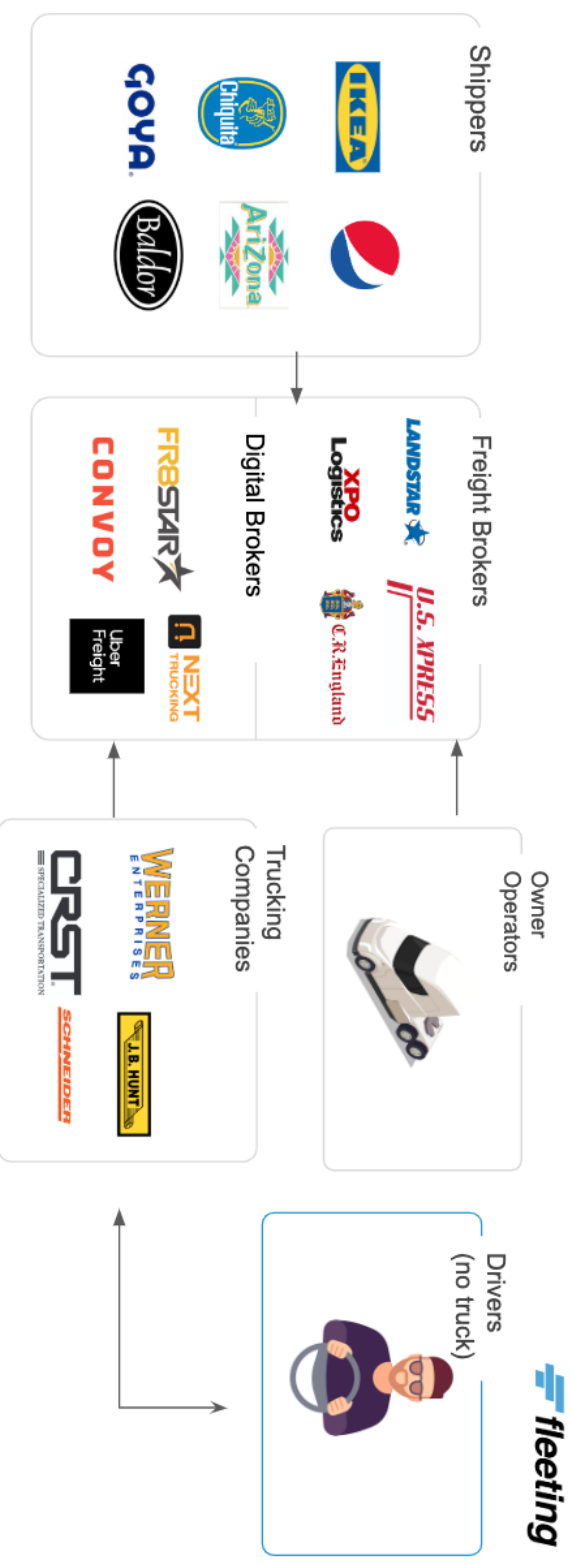 fleeting
Shippers
IKEA
Chiquita
GOYA
AriZona
Baldor
Freight Brokers
LANDSTAR
U.S. XPRESS
XPO
Logistics
C.R.England
Digital Brokers
FR8STAR
NEXT
TRUCKING
CONVOY
Uber
Freight
Owner
Operators
Trucking
Companies
WERNER
ENTERPRISES
J.B. HUNT
CRST
SPECIALIZED TRANSPORTATION
SCHNEIDER
Drivers
(no truck)